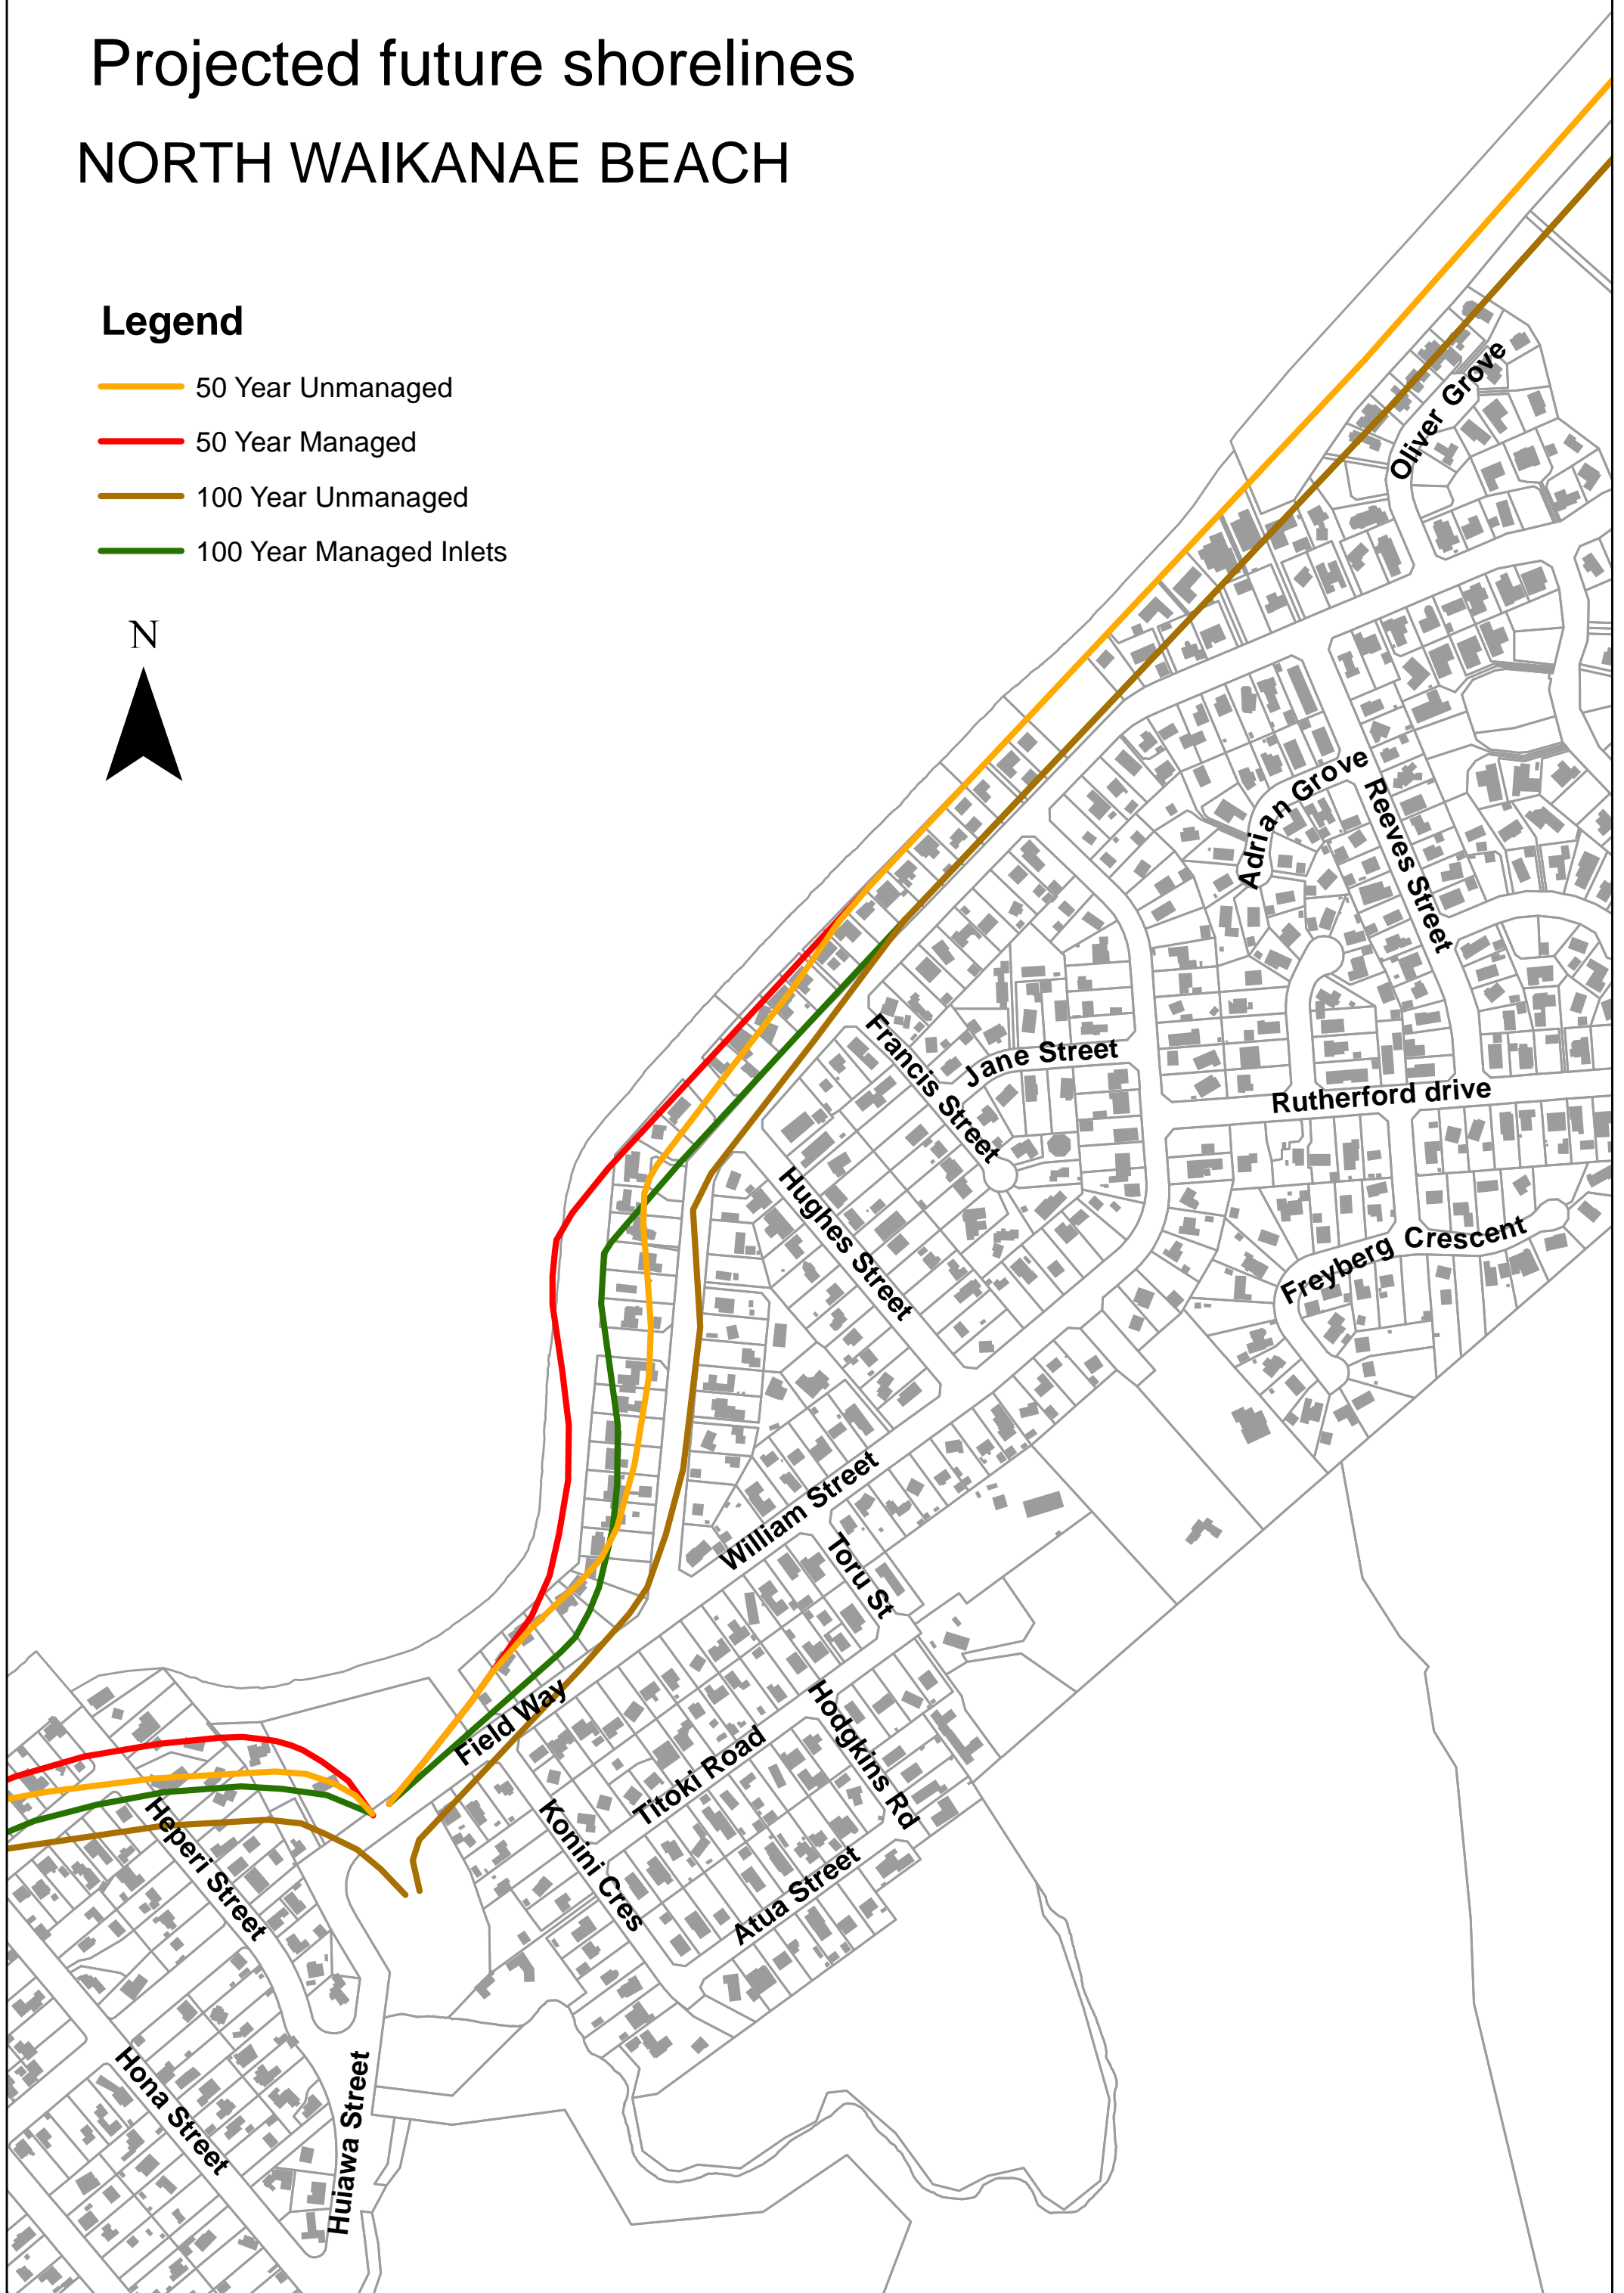 Projected future shorelines
NORTH WAIKANAE BEACH
Legend
50 Year Unmanaged
50 Year Managed
100 Year Unmanaged
100 Year Managed Inlets
N
Oliver Grove
Adrian Grove
Reeves Street
Francis Street
Jane Street
Rutherford drive
Hughes Street
Freyberg Crescent
William Street
Toru St
Field Way
Hodgkins Rd
Titoki Road
Konini Cres
Atua Street
Heperi Street
Hona Street
Huiawa Street